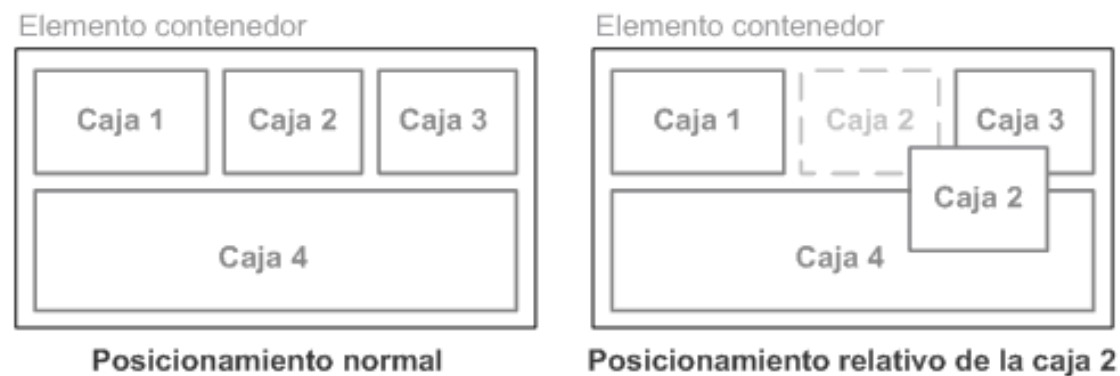 Elemento contenedor
Caja 1
Caja 2
Caja 3
Caja 4
Posicionamiento normal
Elemento contenedor
Caja 1
Caja 2
Caja 3
Caja 2
Caja 4
Posicionamiento relativo de la caja 2